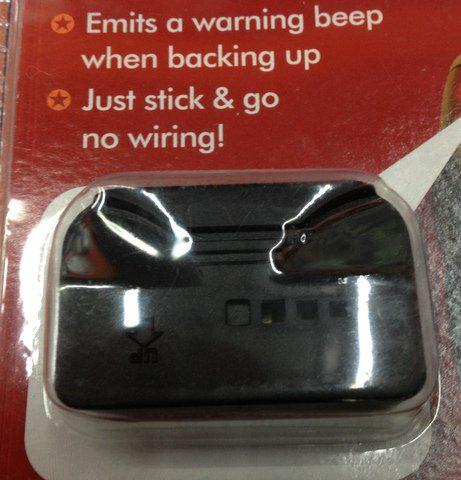 Emits a warning beep
when backing up
Just stick & go
no wiring!
UP